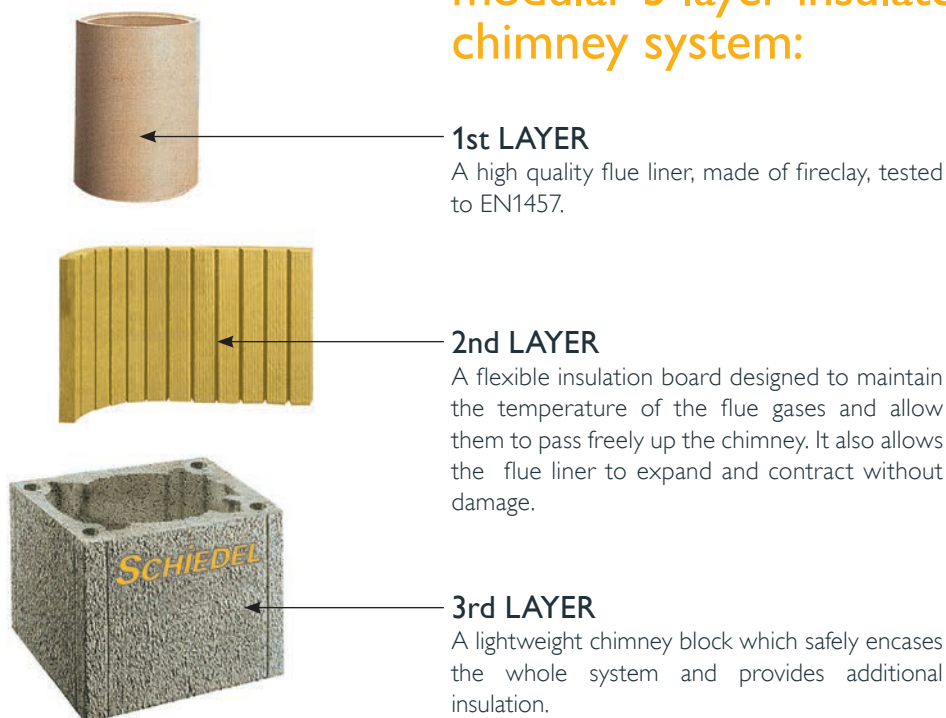 chimney system:
1st LAYER
A high quality flue liner, made of fireclay, tested
to EN1457.
2nd LAYER
A flexible insulation board designed to maintain
the temperature of the flue gases and allow
them to pass freely up the chimney. It also allows
the flue liner to expand and contract without
damage.
SCHIEDEL
3rd LAYER
A lightweight chimney block which safely encases
the whole system and provides additional
insulation.